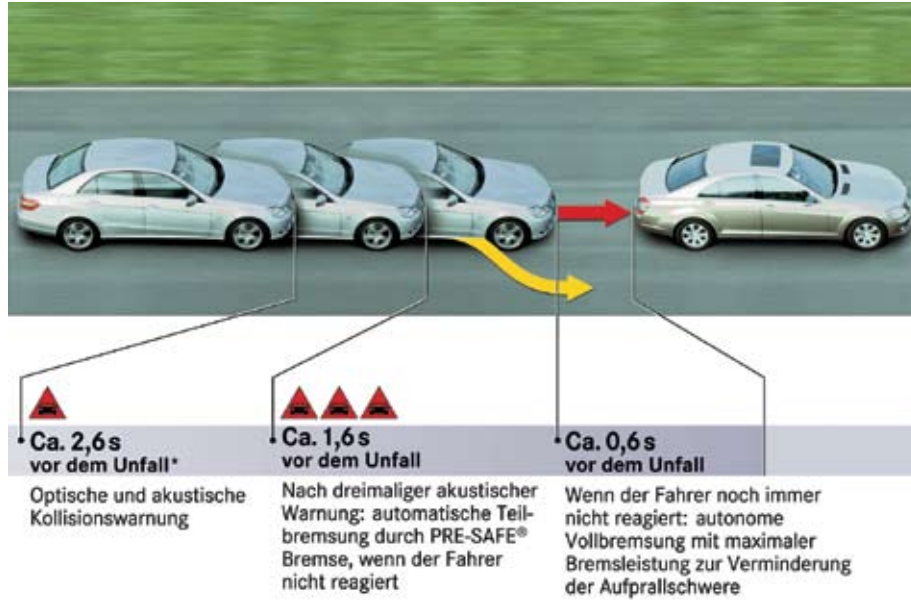 Ca. 2,6 s
vor dem Unfall*
Optische und akustische
Kollisionswarnung
Ca. 1,6 s
vor dem Unfall
Nach dreimaliger akustischer
Warnung: automatische Teil-
bremsung durch PRE-SAFE®
Bremse, wenn der Fahrer
nicht reagiert
Ca. 0,6 s
vor dem Unfall
Wenn der Fahrer noch immer
nicht reagiert: autonome
Vollbremsung mit maximaler
Bremsleistung zur Verminderung
der Aufprallschwere